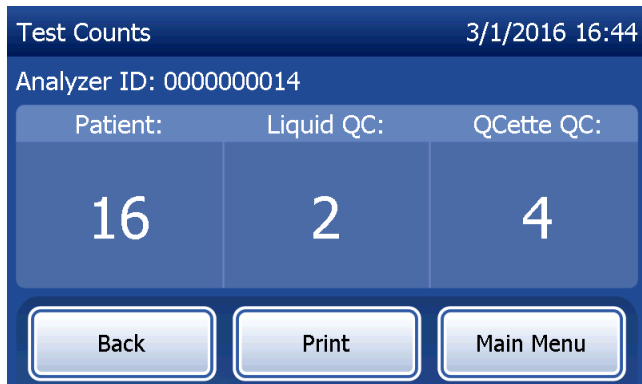 Test Counts 3/1/2016 16:44
Analyzer ID: 0000000014
Patient: Liquid QC: QCette QC:
16 2 4
Back Print Main Menu